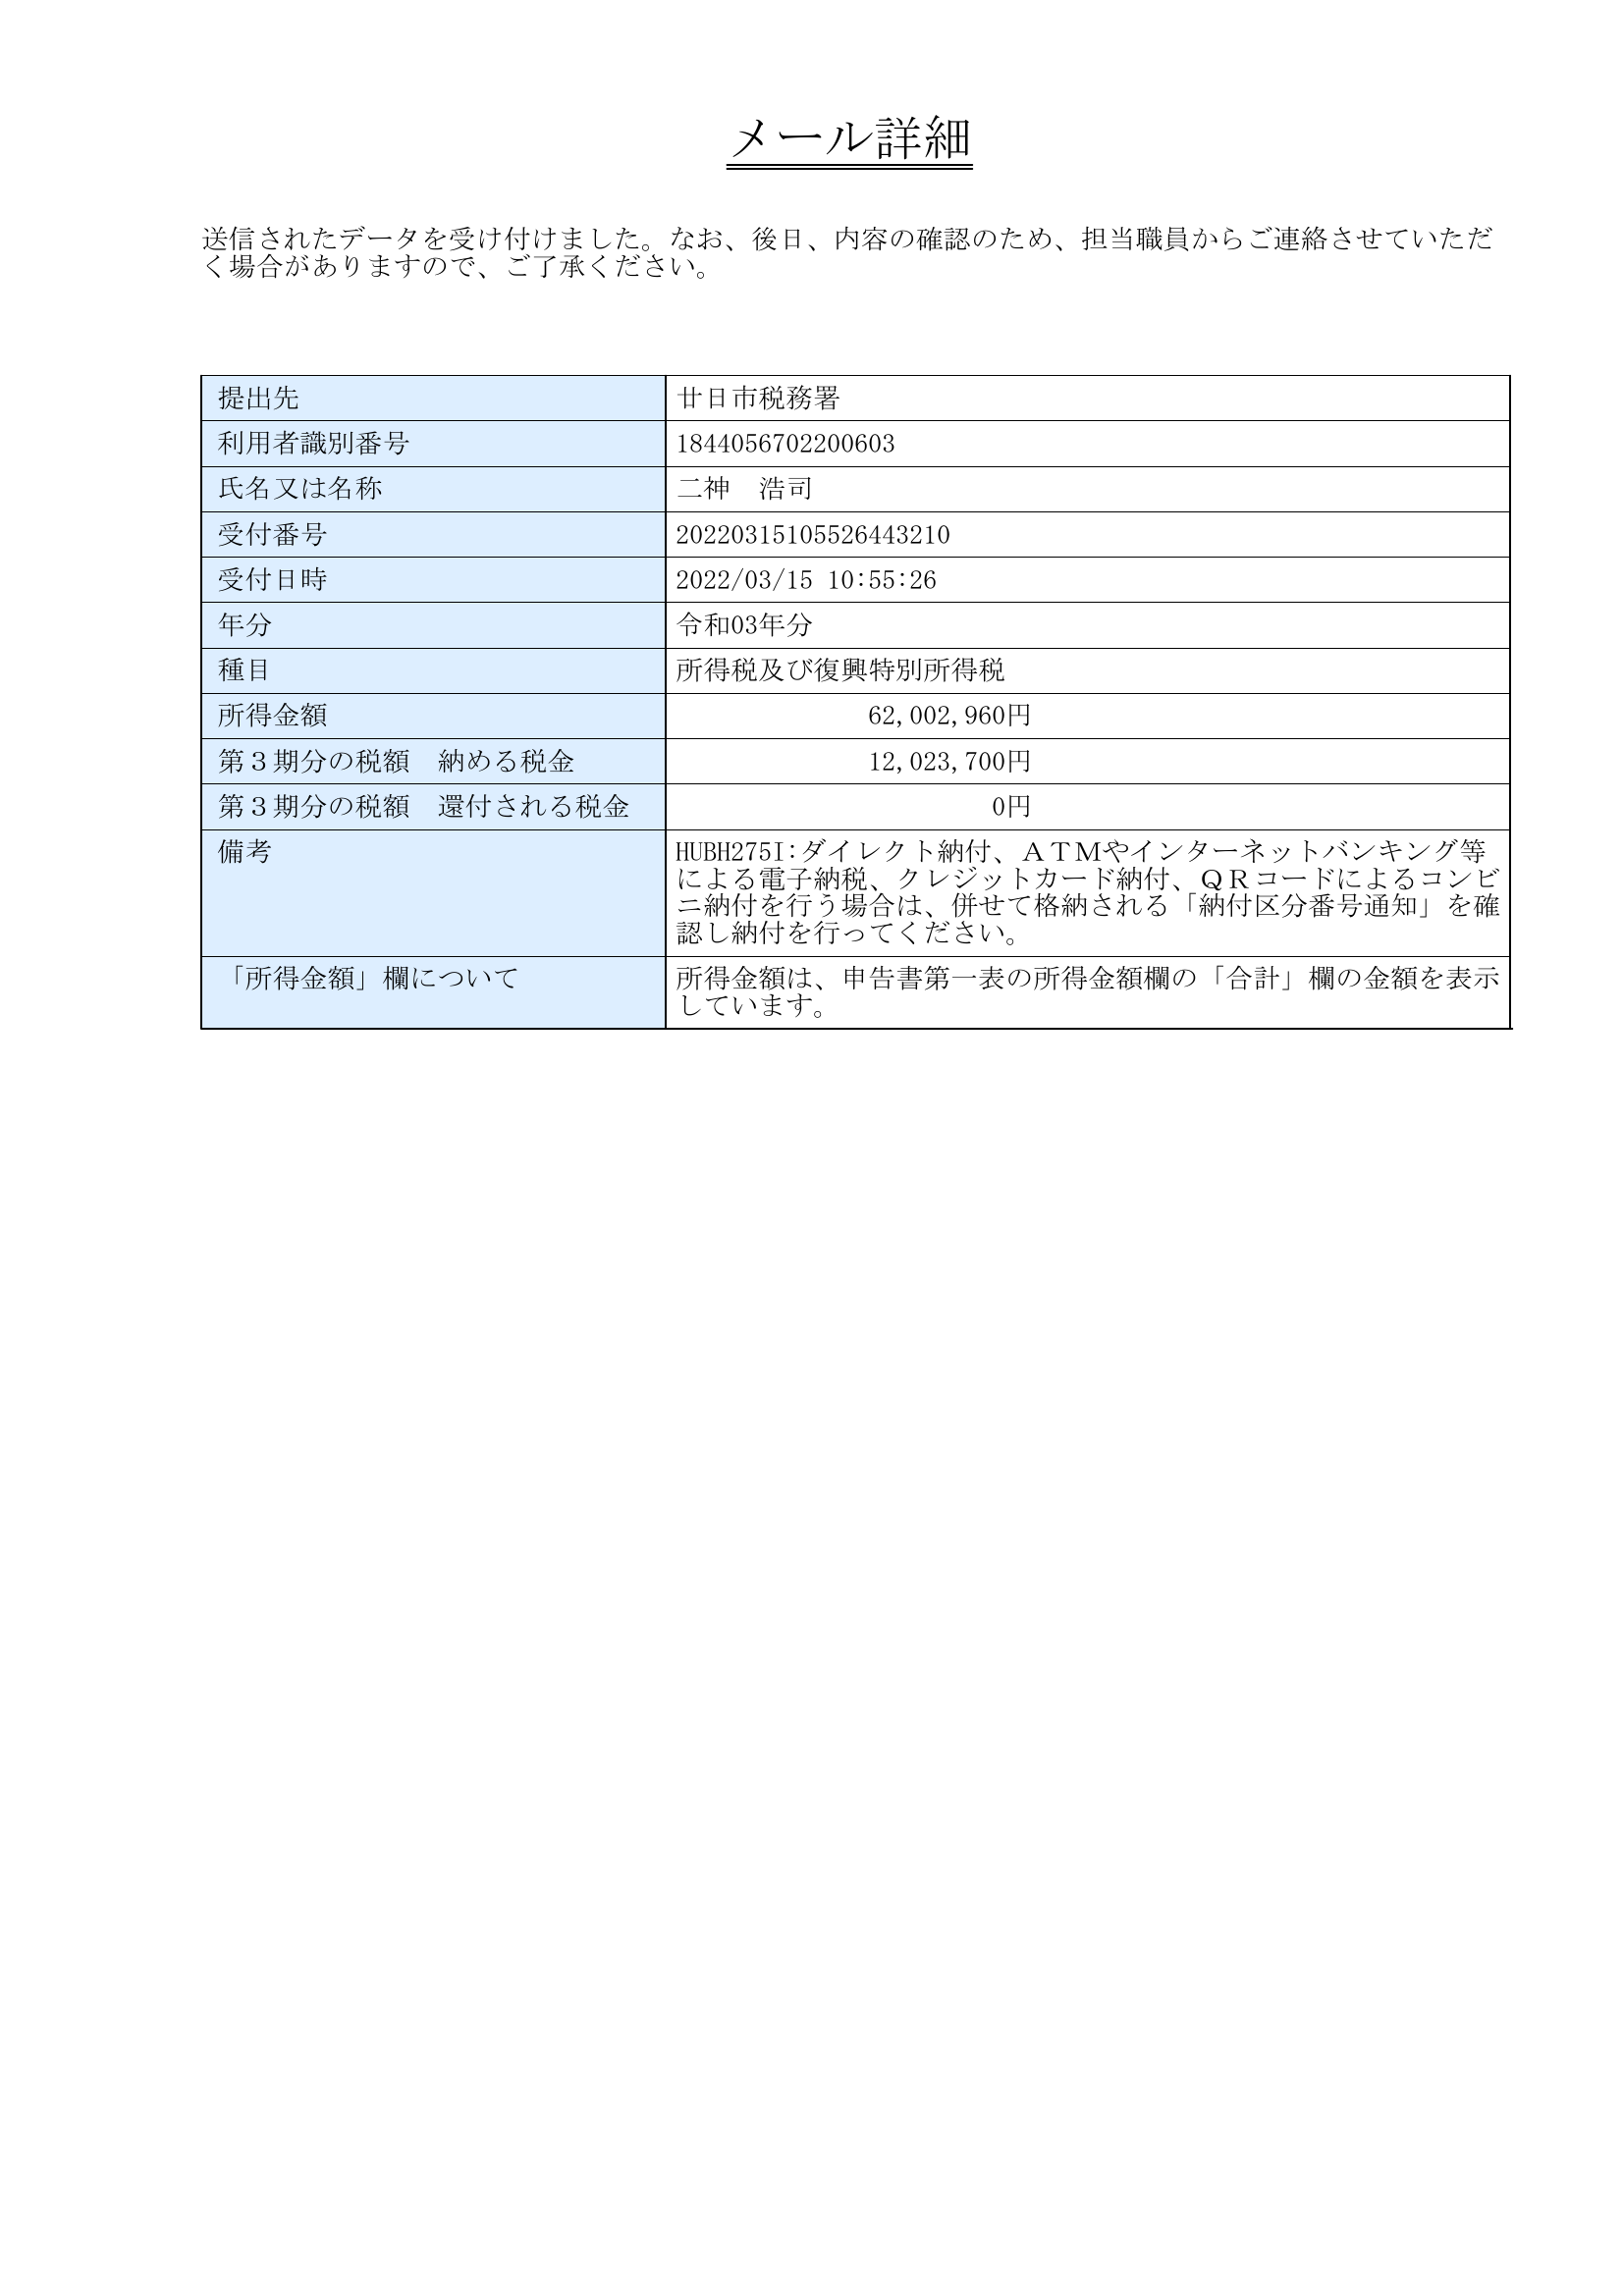 メール詳細
送信されたデータを受け付けました。なお、後日、内容の確認のため、担当職員からご連絡させていただ
く場合がありますので、ご了承ください。
提出先 廿日市税務署
利用者識別番号 1844056702200603
氏名又は名称 二神　浩司
受付番号 20220315105526443210
受付日時 2022/03/15 10:55:26
年分 令和03年分
種目 所得税及び復興特別所得税
所得金額 62,002,960円
第３期分の税額　納める税金 12,023,700円
第３期分の税額　還付される税金 0円
備考 HUBH275I:ダイレクト納付、ＡＴＭやインターネットバンキング等
による電子納税、クレジットカード納付、ＱＲコードによるコンビ
ニ納付を行う場合は、併せて格納される「納付区分番号通知」を確
認し納付を行ってください。
「所得金額」欄について 所得金額は、申告書第一表の所得金額欄の「合計」欄の金額を表示
しています。